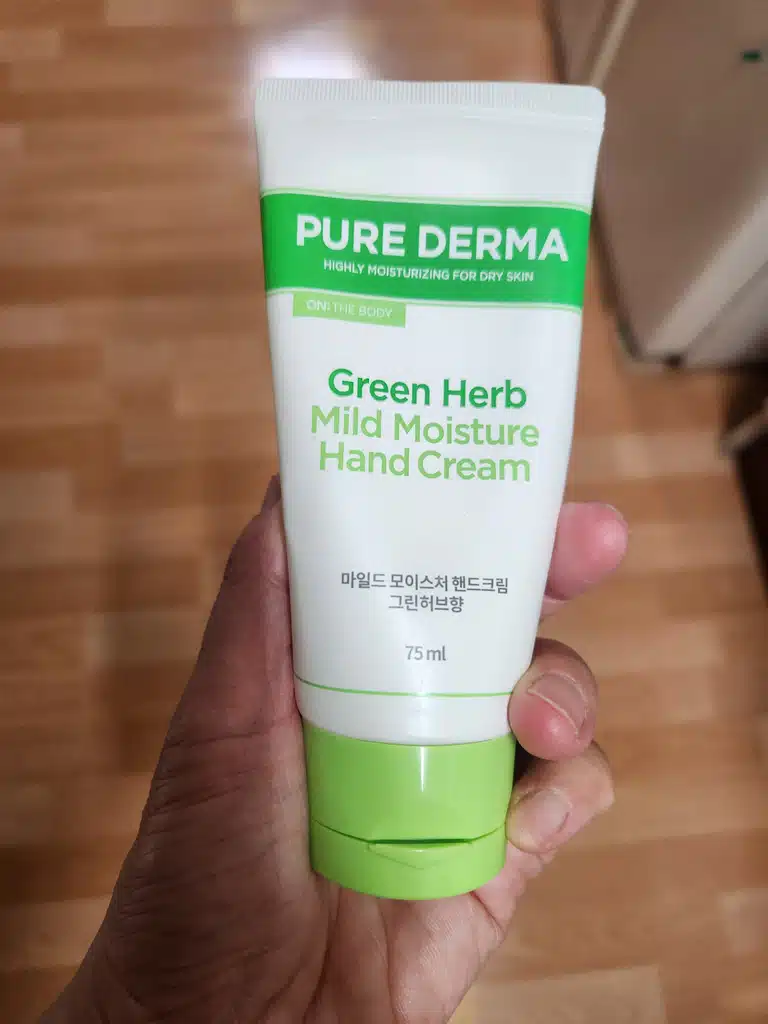 PURE DERMA
HIGHLY MOISTURIZING FOR DRY SKIN
ON: THE BODY
Green Herb
Mild Moisture
Hand Cream
마일드 모이스처 핸드크림
그린허브향
75 ml